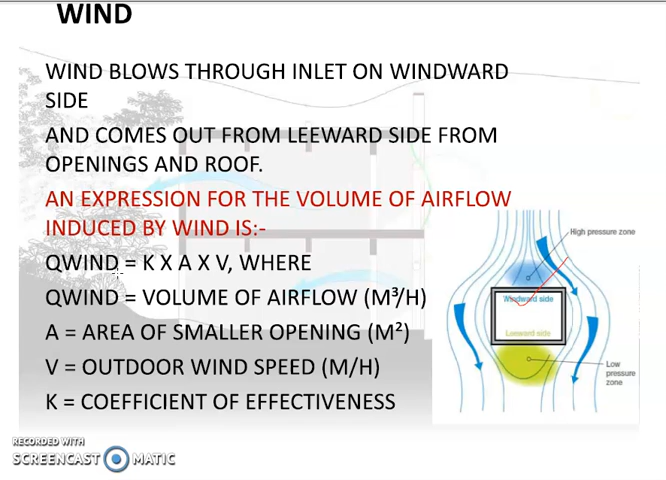 WIND
WIND BLOWS THROUGH INLET ON WINDWARD
SIDE
AND COMES OUT FROM LEEWARD SIDE FROM
OPENINGS AND ROOF.
AN EXPRESSION FOR THE VOLUME OF AIRFLOW
INDUCED BY WIND IS:-
QWIND = K X A X V, WHERE
QWIND = VOLUME OF AIRFLOW (M³/H)
A = AREA OF SMALLER OPENING (M²)
V = OUTDOOR WIND SPEED (M/H)
K = COEFFICIENT OF EFFECTIVENESS
High pressure zone
Windward side
Leeward side
Low
pressure
zone
RECORDED WITH
SCREENCAST MATIC